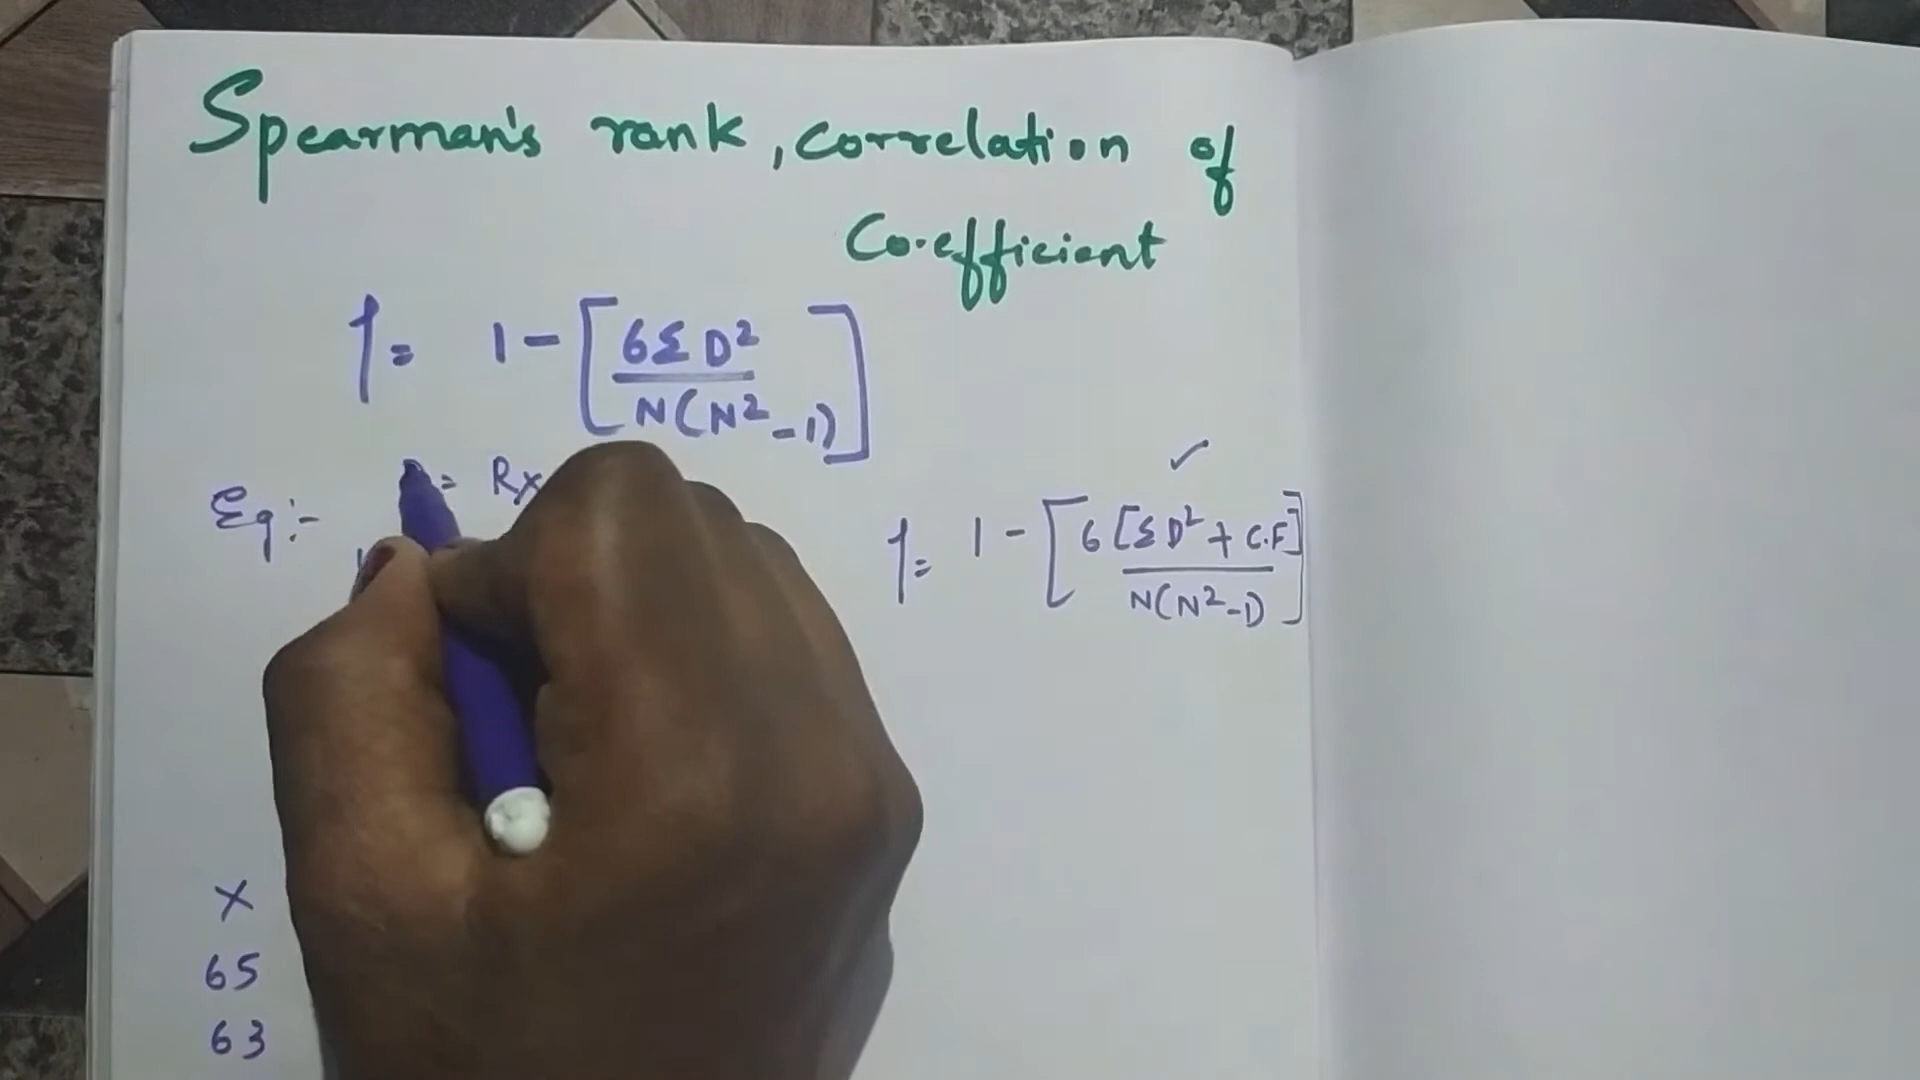 Spearman's rank, correlation of
Co-efficient
ρ = 1 - [6ΣD² / N(N²-1)]
Eg:- = Rx
ρ = 1 - [6[ΣD² + C.F] / N(N²-1)]
X
65
63